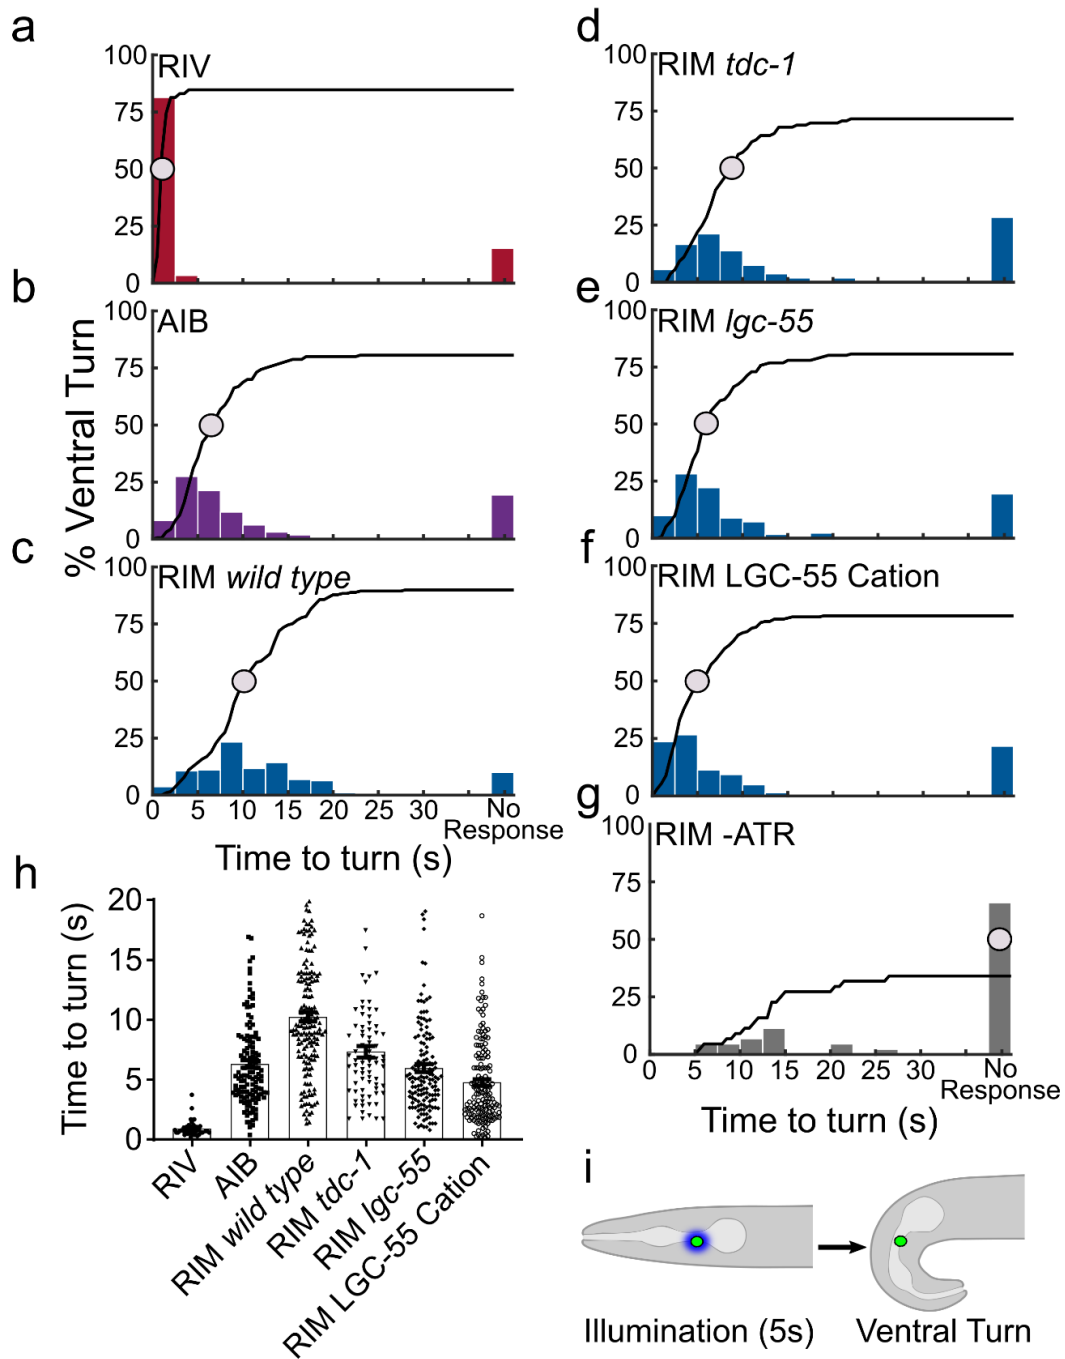 a
100
RIV
75
50
25
0
b
100
AIB
75
50
25
0
% Ventral Turn
c
100
RIM wild type
75
50
25
0
0 5 10 15 20 25 30 No
Response
Time to turn (s)
d
100
RIM tdc-1
75
50
25
0
e
100
RIM lgc-55
75
50
25
0
f
100
RIM LGC-55 Cation
75
50
25
0
g
100
RIM -ATR
75
50
25
0
0 5 10 15 20 25 30 No
Response
Time to turn (s)
h
20
15
10
5
0
Time to turn (s)
RIV
AIB
RIM wild type
RIM tdc-1
RIM lgc-55
RIM LGC-55 Cation
i
Illumination (5s)
Ventral Turn